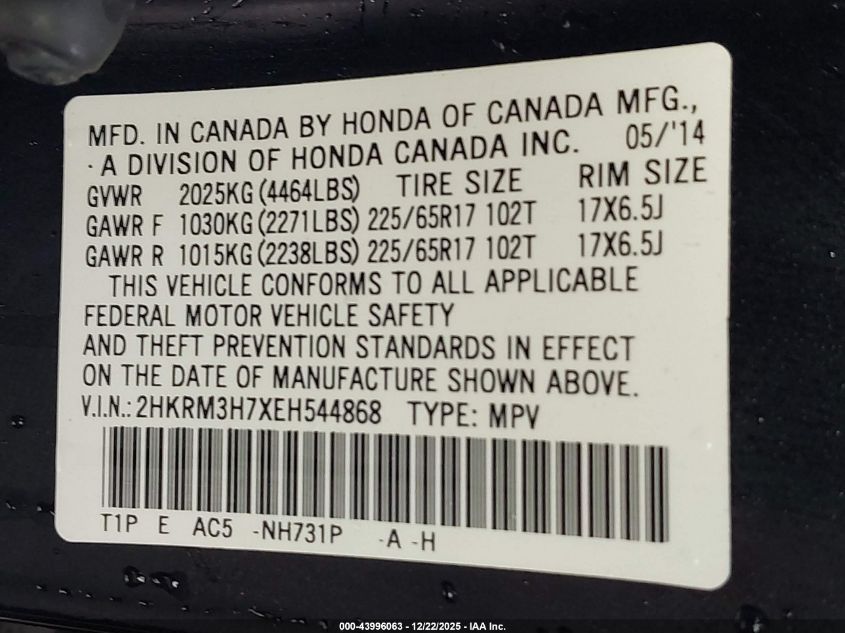 MFD. IN CANADA BY HONDA OF CANADA MFG.,
· A DIVISION OF HONDA CANADA INC. 05/'14
GVWR 2025KG (4464LBS) TIRE SIZE RIM SIZE
GAWR F 1030KG (2271LBS) 225/65R17 102T 17X6.5J
GAWR R 1015KG (2238LBS) 225/65R17 102T 17X6.5J
THIS VEHICLE CONFORMS TO ALL APPLICABLE
FEDERAL MOTOR VEHICLE SAFETY
AND THEFT PREVENTION STANDARDS IN EFFECT
ON THE DATE OF MANUFACTURE SHOWN ABOVE.
V.I.N.: 2HKRM3H7XEH544868 TYPE: MPV
T1P E AC5 -NH731P -A -H
000-43996063 - 12/22/2025 - IAA Inc.